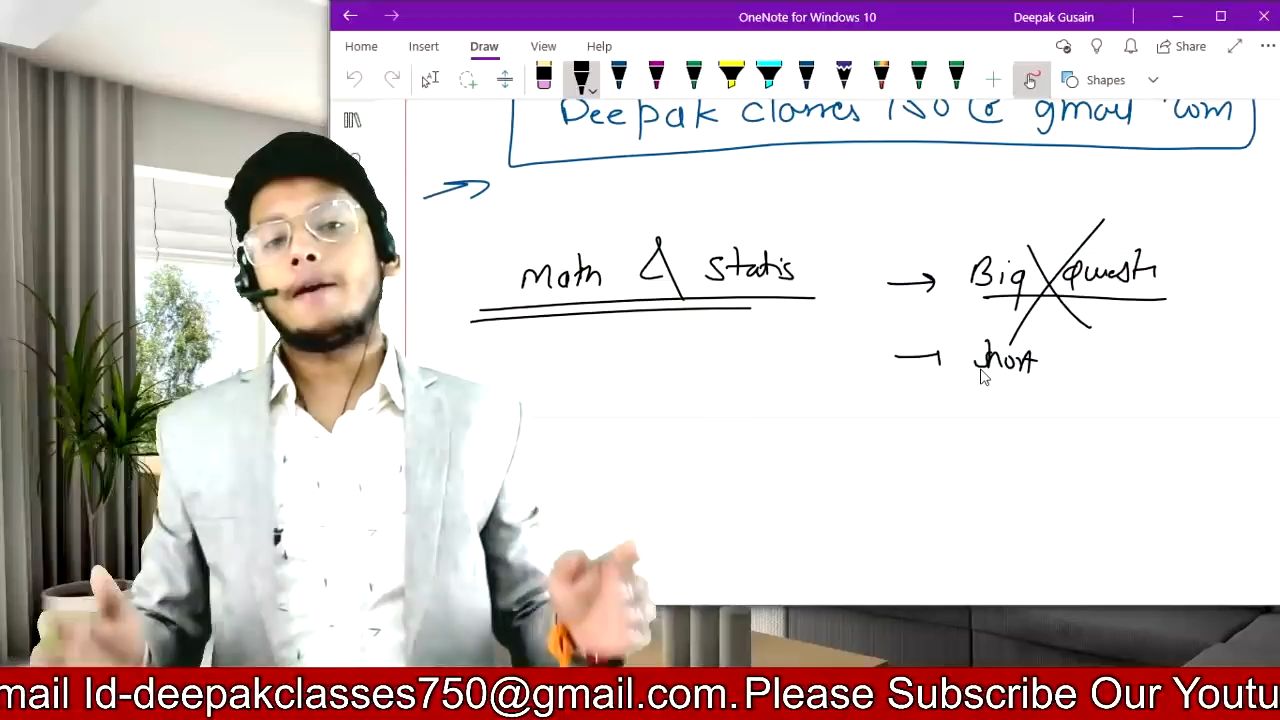 OneNote for Windows 10 Deepak Gusain
Home Insert Draw View Help Share
Shapes
Deepak classes 750@gmail.com
Math & Statis → Big Questi
short
mail Id-deepakclasses750@gmail.com. Please Subscribe Our Youtu